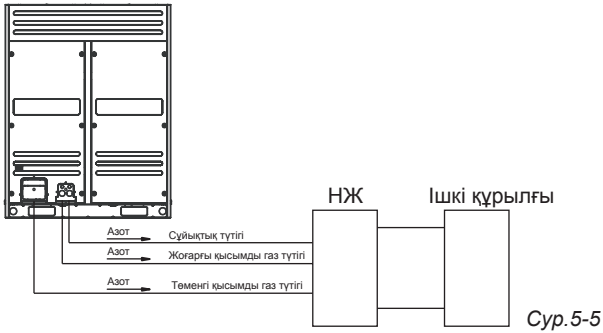 НЖ Ішкі құрылғы
Азот Сұйықтық түтігі
Азот Жоғарғы қысымды газ түтігі
Азот Төменгі қысымды газ түтігі
Сур.5-5